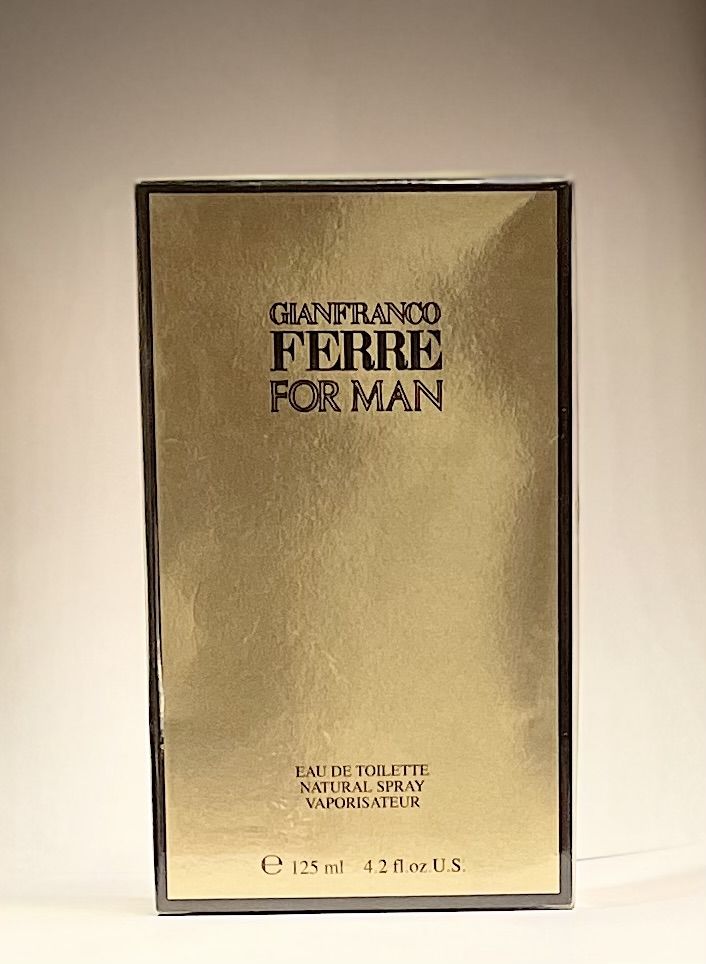 GIANFRANCO
FERRE
FOR MAN
EAU DE TOILETTE
NATURAL SPRAY
VAPORISATEUR
℮ 125 ml 4.2 fl.oz.U.S.